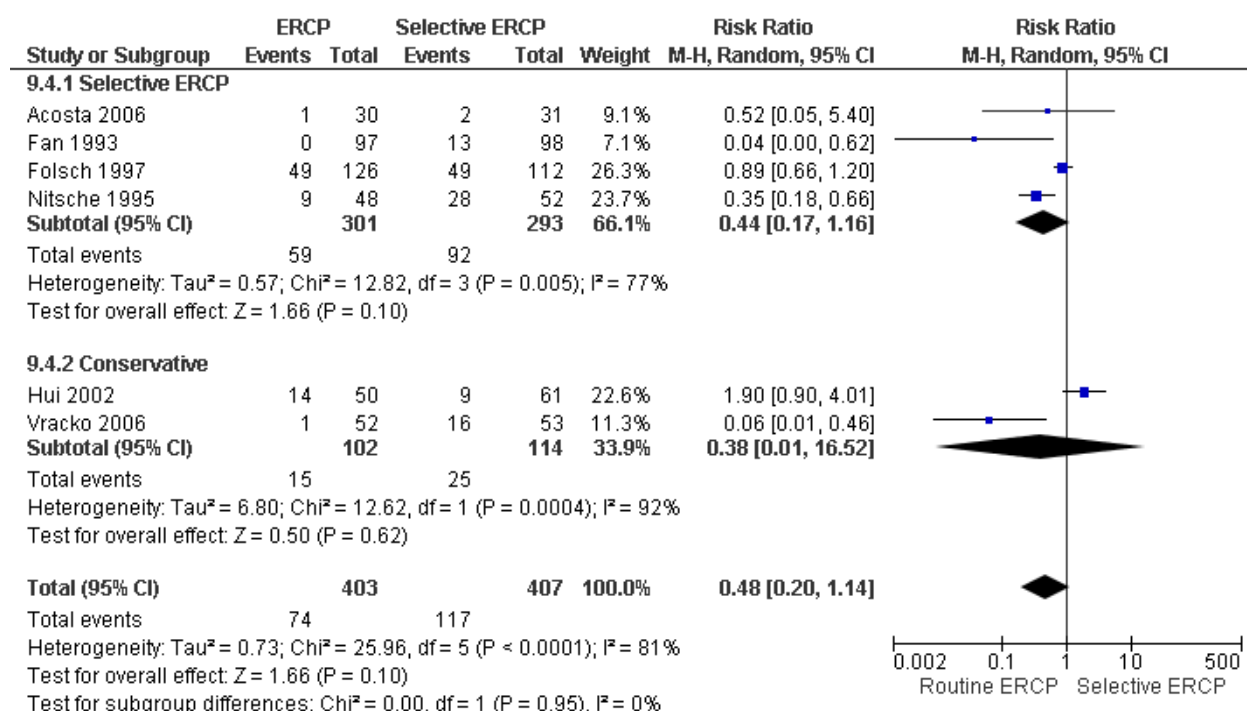 ERCP Selective ERCP Risk Ratio Risk Ratio
Study or Subgroup Events Total Events Total Weight M-H, Random, 95% CI M-H, Random, 95% CI
9.4.1 Selective ERCP
Acosta 2006 1 30 2 31 9.1% 0.52 [0.05, 5.40]
Fan 1993 0 97 13 98 7.1% 0.04 [0.00, 0.62]
Folsch 1997 49 126 49 112 26.3% 0.89 [0.66, 1.20]
Nitsche 1995 9 48 28 52 23.7% 0.35 [0.18, 0.66]
Subtotal (95% CI) 301 293 66.1% 0.44 [0.17, 1.16]
Total events 59 92
Heterogeneity: Tau² = 0.57; Chi² = 12.82, df = 3 (P = 0.005); I² = 77%
Test for overall effect: Z = 1.66 (P = 0.10)
9.4.2 Conservative
Hui 2002 14 50 9 61 22.6% 1.90 [0.90, 4.01]
Vracko 2006 1 52 16 53 11.3% 0.06 [0.01, 0.46]
Subtotal (95% CI) 102 114 33.9% 0.38 [0.01, 16.52]
Total events 15 25
Heterogeneity: Tau² = 6.80; Chi² = 12.62, df = 1 (P = 0.0004); I² = 92%
Test for overall effect: Z = 0.50 (P = 0.62)
Total (95% CI) 403 407 100.0% 0.48 [0.20, 1.14]
Total events 74 117
Heterogeneity: Tau² = 0.73; Chi² = 25.96, df = 5 (P < 0.0001); I² = 81%
Test for overall effect: Z = 1.66 (P = 0.10)
Test for subgroup differences: Chi² = 0.00, df = 1 (P = 0.95), I² = 0%
0.002 0.1 1 10 500
Routine ERCP Selective ERCP